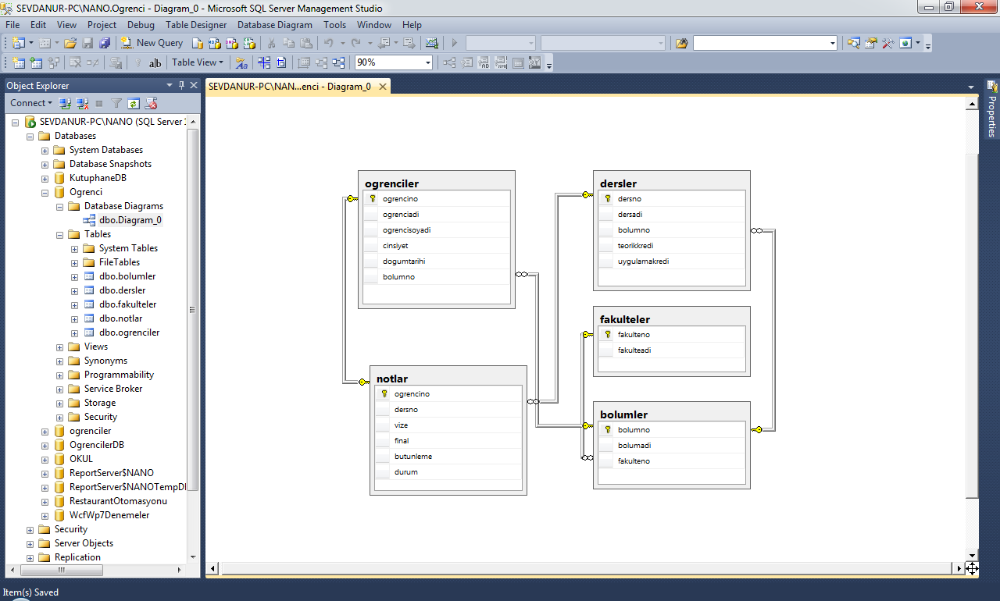 SEVDANUR-PC\NANO.Ogrenci - Diagram_0 - Microsoft SQL Server Management Studio
File Edit View Project Debug Table Designer Database Diagram Tools Window Help
New Query
ab|
Table View
90%
Object Explorer
Connect
SEVDANUR-PC\NANO (SQL Server 1
Databases
System Databases
Database Snapshots
KutuphaneDB
Ogrenci
Database Diagrams
dbo.Diagram_0
Tables
System Tables
FileTables
dbo.bolumler
dbo.dersler
dbo.fakulteler
dbo.notlar
dbo.ogrenciler
Views
Synonyms
Programmability
Service Broker
Storage
Security
ogrenciler
OgrencilerDB
OKUL
ReportServer$NANO
ReportServer$NANOTempDB
RestaurantOtomasyonu
WcfWp7Denemeler
Security
Server Objects
Replication
SEVDANUR-PC\NAN...enci - Diagram_0
ogrenciler
ogrencino
ogrenciadi
ogrencisoyadi
cinsiyet
dogumtarihi
bolumno
notlar
ogrencino
dersno
vize
final
butunleme
durum
dersler
dersno
dersadi
bolumno
teorikkredi
uygulamakredi
fakulteler
fakulteno
fakulteadi
bolumler
bolumno
bolumadi
fakulteno
Properties
Item(s) Saved